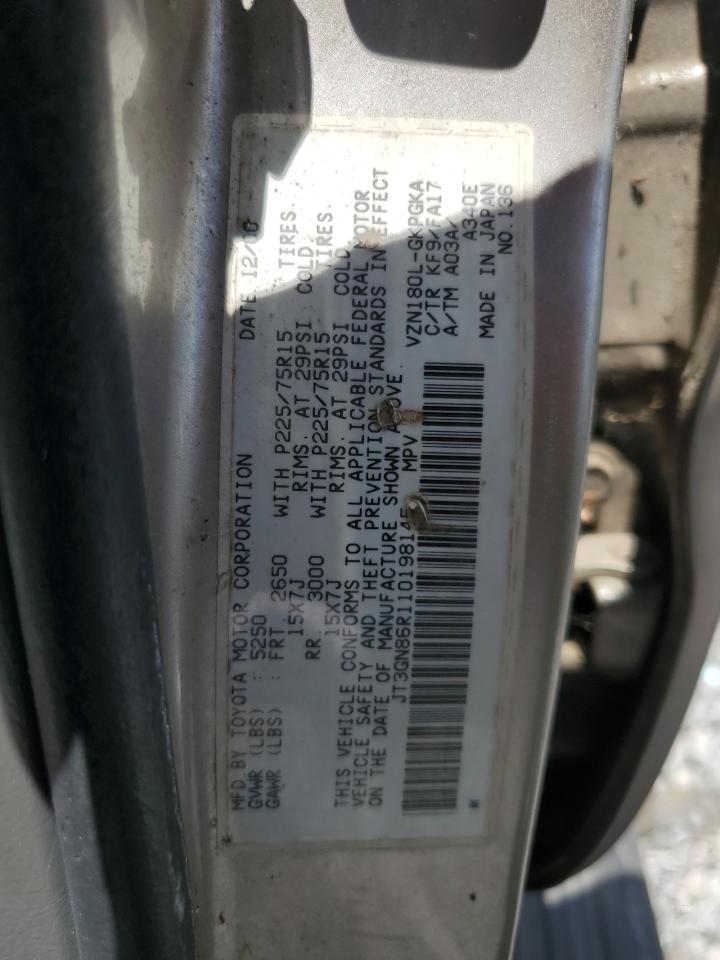 MFD. BY TOYOTA MOTOR CORPORATION DATE 12/00
GVWR (LBS) : 5250
GAWR (LBS) : FRT. 2650 WITH P225/75R15 TIRES.
15X7J RIMS. AT 29PSI COLD
RR. 3000 WITH P225/75R15 TIRES.
15X7J RIMS. AT 29PSI COLD
THIS VEHICLE CONFORMS TO ALL APPLICABLE FEDERAL MOTOR
VEHICLE SAFETY AND THEFT PREVENTION STANDARDS IN EFFECT
ON THE DATE OF MANUFACTURE SHOWN ABOVE.
MPV VZN180L-GKPGKA
C/TR KF9/FA17
A/TM A03A/ A340E
MADE IN JAPAN
NO.136